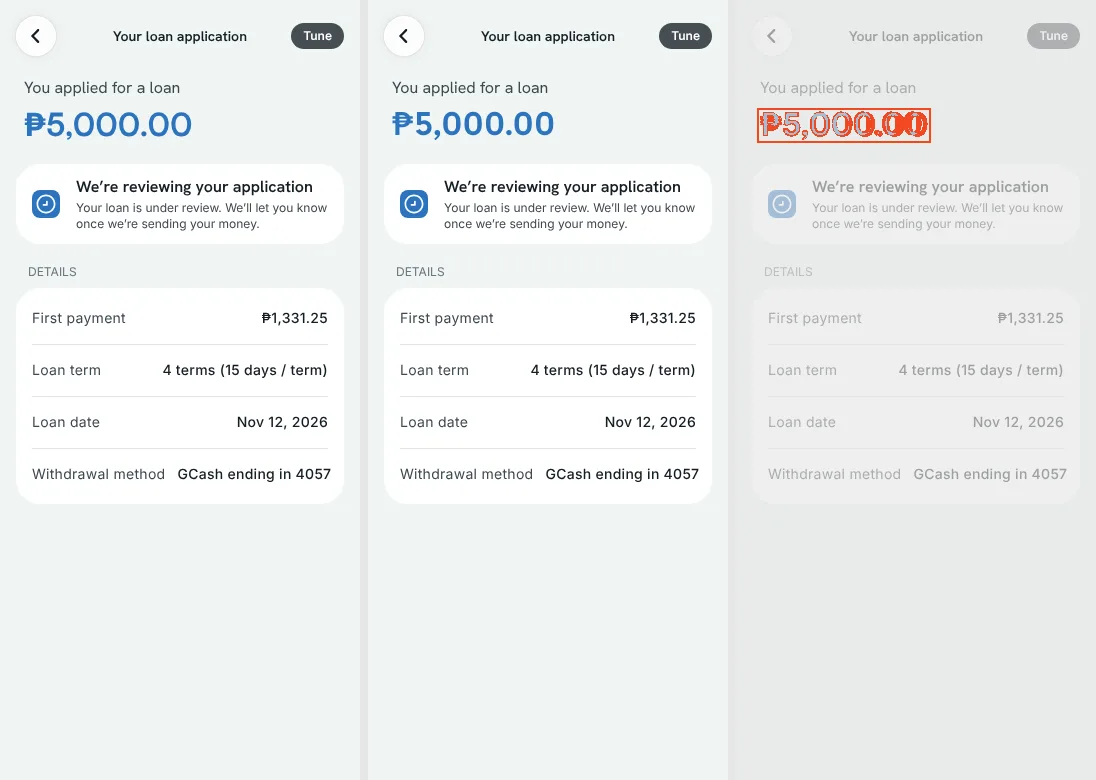 Your loan application
Tune
You applied for a loan
₱5,000.00
We’re reviewing your application
Your loan is under review. We’ll let you know
once we’re sending your money.
DETAILS
First payment ₱1,331.25
Loan term 4 terms (15 days / term)
Loan date Nov 12, 2026
Withdrawal method GCash ending in 4057
Your loan application
Tune
You applied for a loan
₱5,000.00
We’re reviewing your application
Your loan is under review. We’ll let you know
once we’re sending your money.
DETAILS
First payment ₱1,331.25
Loan term 4 terms (15 days / term)
Loan date Nov 12, 2026
Withdrawal method GCash ending in 4057
Your loan application
Tune
You applied for a loan
₱5,000.00
We’re reviewing your application
Your loan is under review. We’ll let you know
once we’re sending your money.
DETAILS
First payment ₱1,331.25
Loan term 4 terms (15 days / term)
Loan date Nov 12, 2026
Withdrawal method GCash ending in 4057